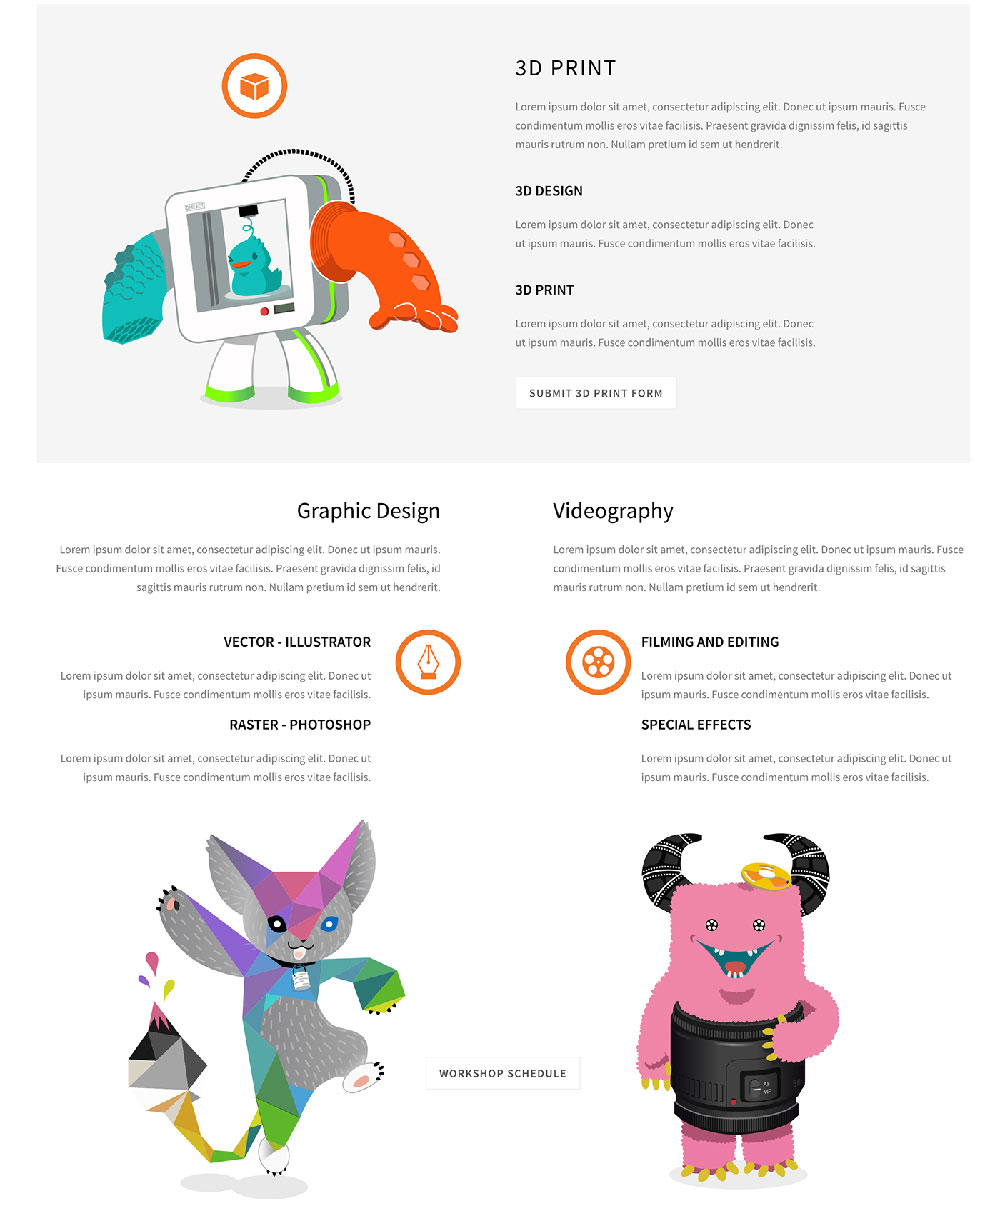 3D PRINT
Lorem ipsum dolor sit amet, consectetur adipiscing elit. Donec ut ipsum mauris. Fusce
condimentum mollis eros vitae facilisis. Praesent gravida dignissim felis, id sagittis
mauris rutrum non. Nullam pretium id sem ut hendrerit.
3D DESIGN
Lorem ipsum dolor sit amet, consectetur adipiscing elit. Donec
ut ipsum mauris. Fusce condimentum mollis eros vitae facilisis.
3D PRINT
Lorem ipsum dolor sit amet, consectetur adipiscing elit. Donec
ut ipsum mauris. Fusce condimentum mollis eros vitae facilisis.
SUBMIT 3D PRINT FORM
Graphic Design
Lorem ipsum dolor sit amet, consectetur adipiscing elit. Donec ut ipsum mauris.
Fusce condimentum mollis eros vitae facilisis. Praesent gravida dignissim felis, id
sagittis mauris rutrum non. Nullam pretium id sem ut hendrerit.
VECTOR - ILLUSTRATOR
Lorem ipsum dolor sit amet, consectetur adipiscing elit. Donec ut
ipsum mauris. Fusce condimentum mollis eros vitae facilisis.
RASTER - PHOTOSHOP
Lorem ipsum dolor sit amet, consectetur adipiscing elit. Donec ut
ipsum mauris. Fusce condimentum mollis eros vitae facilisis.
Videography
Lorem ipsum dolor sit amet, consectetur adipiscing elit. Donec ut ipsum mauris. Fusce
condimentum mollis eros vitae facilisis. Praesent gravida dignissim felis, id sagittis
mauris rutrum non. Nullam pretium id sem ut hendrerit.
FILMING AND EDITING
Lorem ipsum dolor sit amet, consectetur adipiscing elit. Donec ut
ipsum mauris. Fusce condimentum mollis eros vitae facilisis.
SPECIAL EFFECTS
Lorem ipsum dolor sit amet, consectetur adipiscing elit. Donec ut
ipsum mauris. Fusce condimentum mollis eros vitae facilisis.
WORKSHOP SCHEDULE